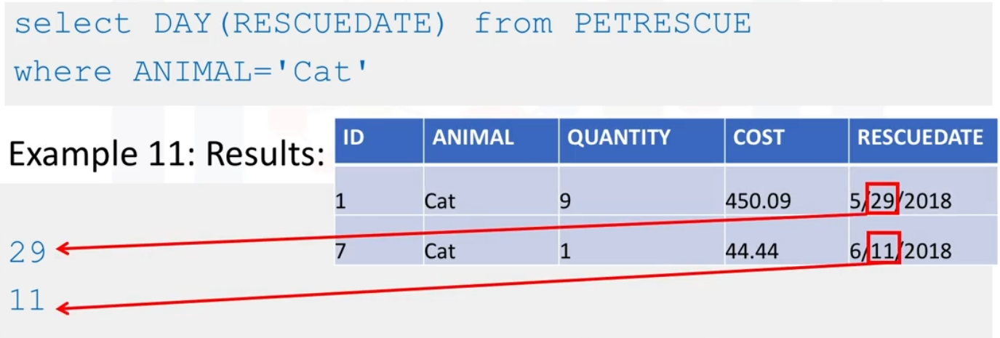 select DAY(RESCUEDATE) from PETRESCUE
where ANIMAL='Cat'
Example 11: Results:
ID ANIMAL QUANTITY COST RESCUEDATE
1 Cat 9 450.09 5/29/2018
7 Cat 1 44.44 6/11/2018
29
11